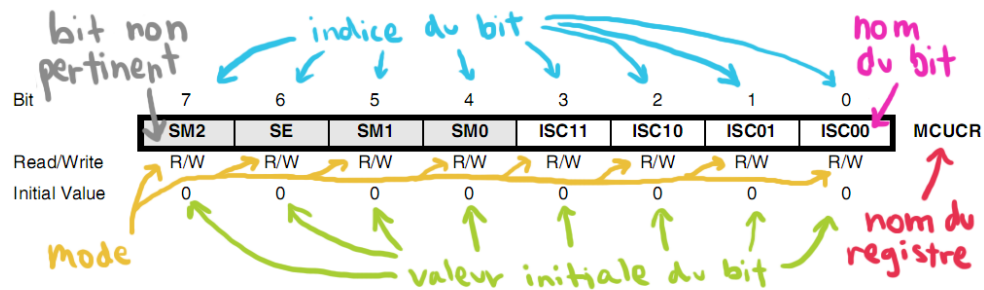 bit non
pertinent
indice du bit
nom
du bit
Bit 7 6 5 4 3 2 1 0
SM2 SE SM1 SM0 ISC11 ISC10 ISC01 ISC00 MCUCR
Read/Write R/W R/W R/W R/W R/W R/W R/W R/W
Initial Value 0 0 0 0 0 0 0 0
mode
valeur initiale du bit
nom du
registre